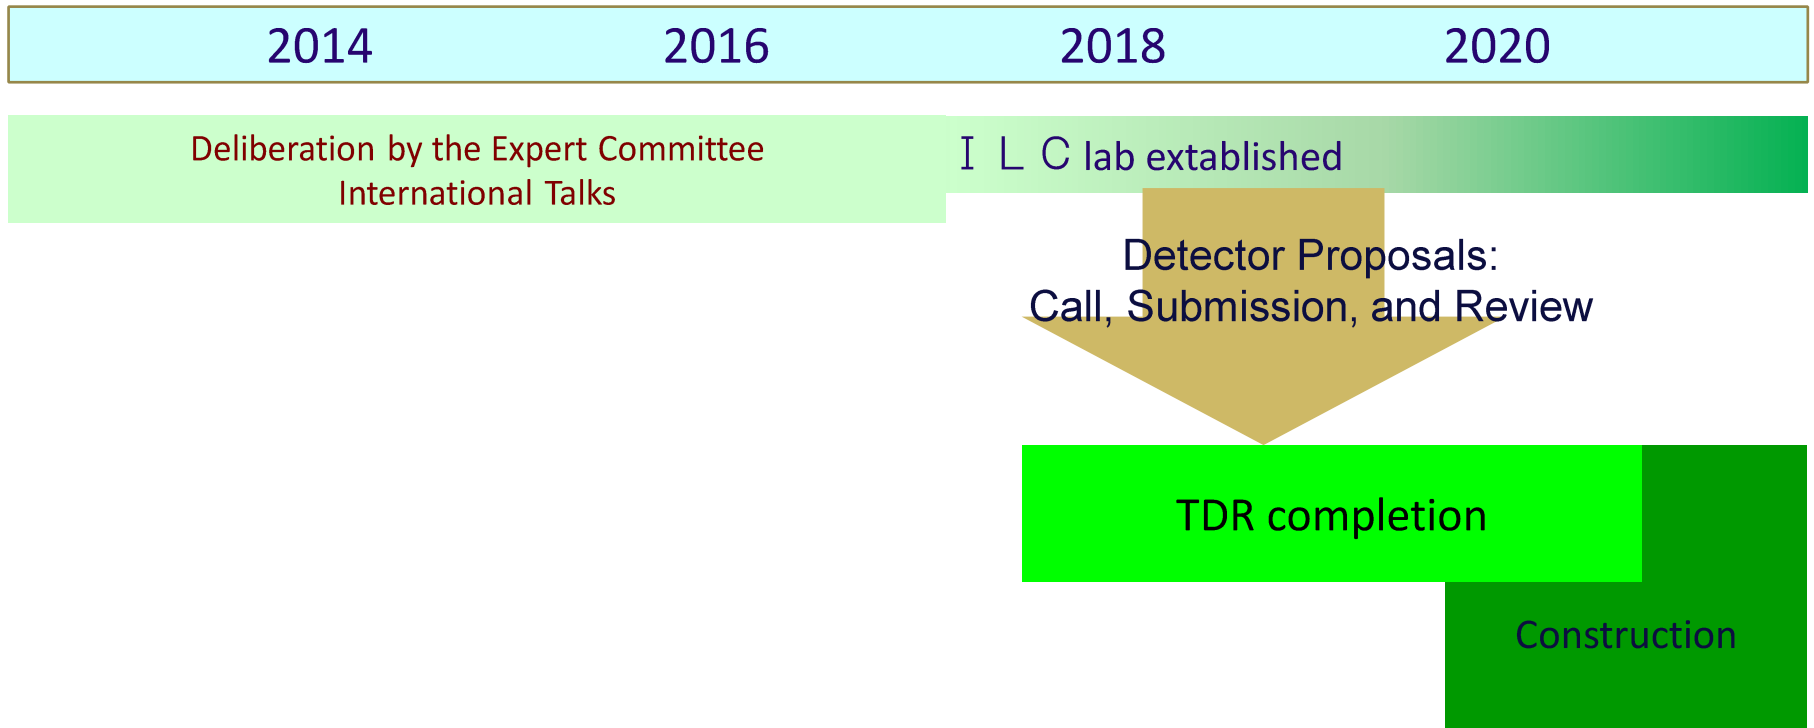 2014 2016 2018 2020
Deliberation by the Expert Committee
International Talks
ＩＬＣ lab extablished
Detector Proposals:
Call, Submission, and Review
TDR completion
Construction